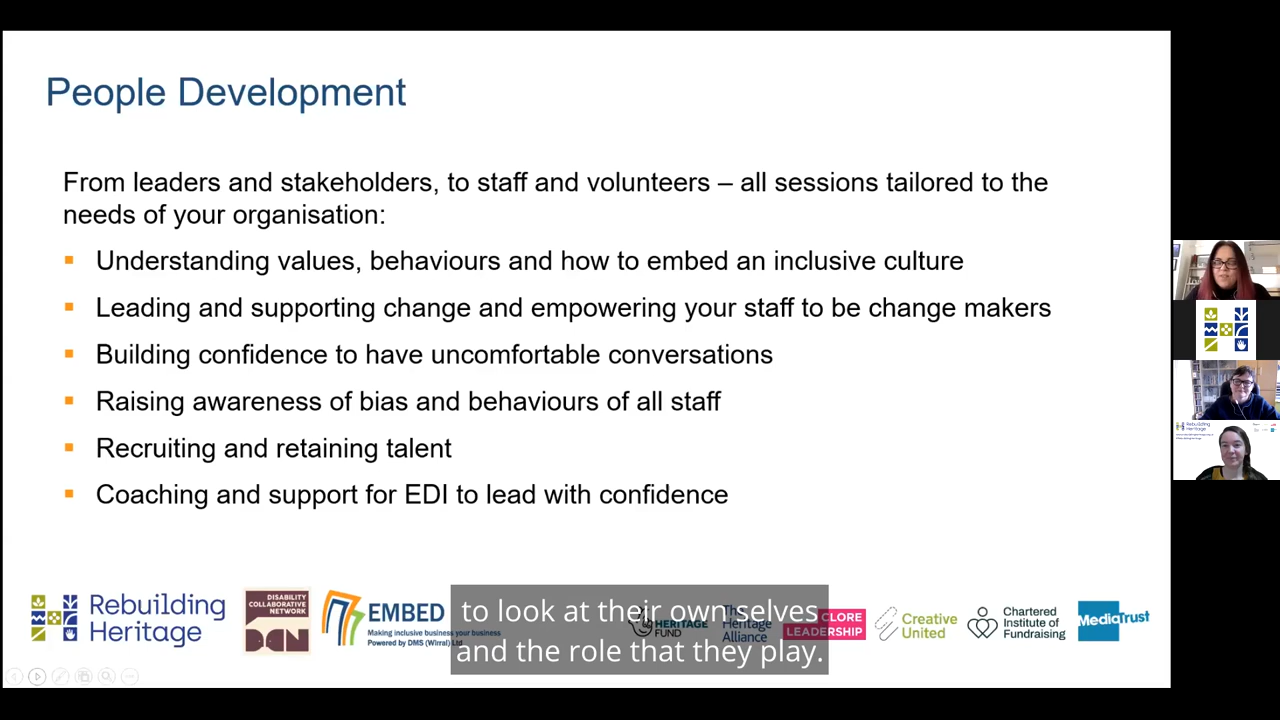 People Development
From leaders and stakeholders, to staff and volunteers – all sessions tailored to the
needs of your organisation:
Understanding values, behaviours and how to embed an inclusive culture
Leading and supporting change and empowering your staff to be change makers
Building confidence to have uncomfortable conversations
Raising awareness of bias and behaviours of all staff
Recruiting and retaining talent
Coaching and support for EDI to lead with confidence
Rebuilding
Heritage
DISABILITY
COLLABORATIVE
NETWORK
DCN
EMBED
Making inclusive business your business
Powered by DMS (Wirral) Ltd
to look at their own selves
and the role that they play.
HERITAGE
FUND
The
Heritage
Alliance
CLORE
LEADERSHIP
Creative
United
Chartered
Institute of
Fundraising
MediaTrust
Rebuilding
Heritage